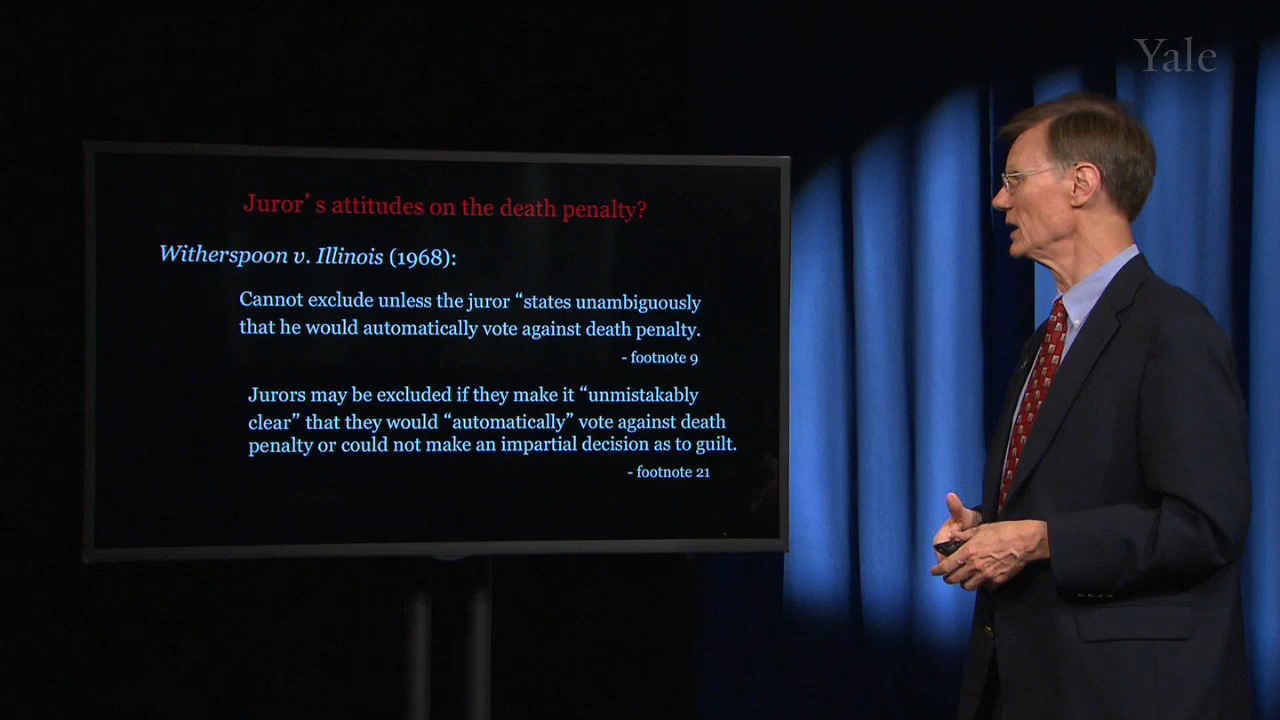 Yale
Juror’ s attitudes on the death penalty?
Witherspoon v. Illinois (1968):
Cannot exclude unless the juror “states unambiguously
that he would automatically vote against death penalty.
- footnote 9
Jurors may be excluded if they make it “unmistakably
clear” that they would “automatically” vote against death
penalty or could not make an impartial decision as to guilt.
- footnote 21